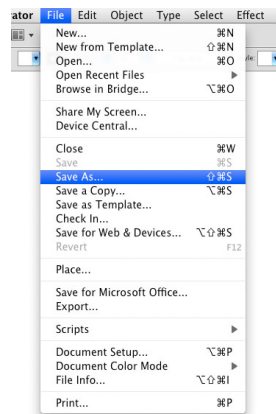 rator File Edit Object Type Select Effect
New... ⌘N
New from Template... ⇧⌘N
Open... ⌘O
Open Recent Files ▶
Browse in Bridge... ⌥⌘O
Share My Screen...
Device Central...
Close ⌘W
Save ⌘S
Save As... ⇧⌘S
Save a Copy... ⌥⌘S
Save as Template...
Check In...
Save for Web & Devices... ⌥⇧⌘S
Revert F12
Place...
Save for Microsoft Office...
Export...
Scripts ▶
Document Setup... ⌥⌘P
Document Color Mode ▶
File Info... ⌥⇧⌘I
Print... ⌘P